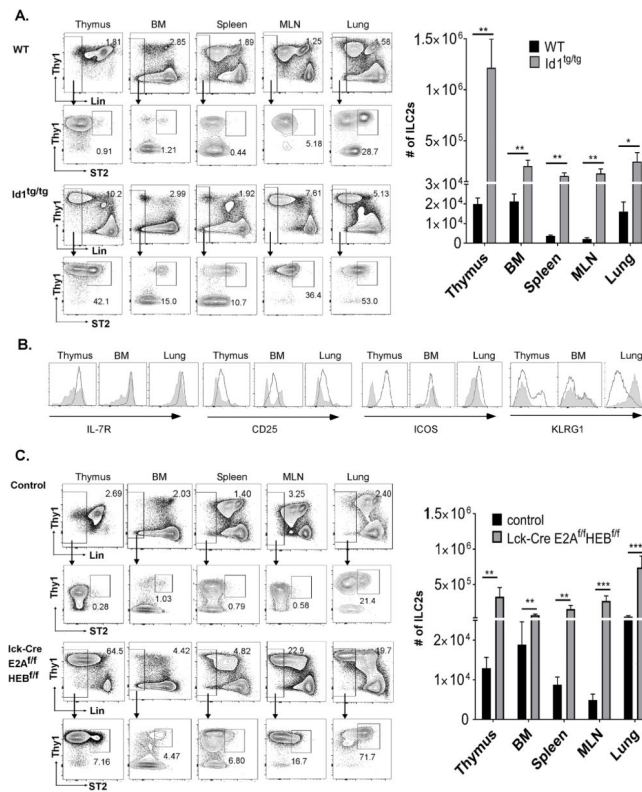 A.
Thymus BM Spleen MLN Lung
WT
1.81 2.85 1.89 1.25 1.58
Thy1
Lin
Thy1
0.91 1.21 0.44 5.18 28.7
ST2
Id1tg/tg
10.2 2.99 1.92 7.61 5.13
Thy1
Lin
Thy1
42.1 15.0 10.7 36.4 53.0
ST2
# of ILC2s
1.5×10⁶
1.0×10⁶
5×10⁵
3×10⁴
2×10⁴
1×10⁴
0
WT
Id1tg/tg
** ** ** ** *
Thymus BM Spleen MLN Lung
B.
Thymus BM Lung Thymus BM Lung Thymus BM Lung Thymus BM Lung
IL-7R CD25 ICOS KLRG1
C.
Thymus BM Spleen MLN Lung
Control
2.69 2.03 1.40 3.25 2.40
Thy1
Lin
Thy1
0.28 1.03 0.79 0.58 21.4
ST2
lck-Cre
E2Af/f
HEBf/f
64.5 4.42 4.82 22.9 19.7
Thy1
Lin
Thy1
7.16 4.47 6.80 16.7 71.7
ST2
# of ILC2s
1.5×10⁶
1.0×10⁶
5×10⁵
2×10⁴
1×10⁴
0
control
Lck-Cre E2Af/fHEBf/f
** ** ** *** ***
Thymus BM Spleen MLN Lung